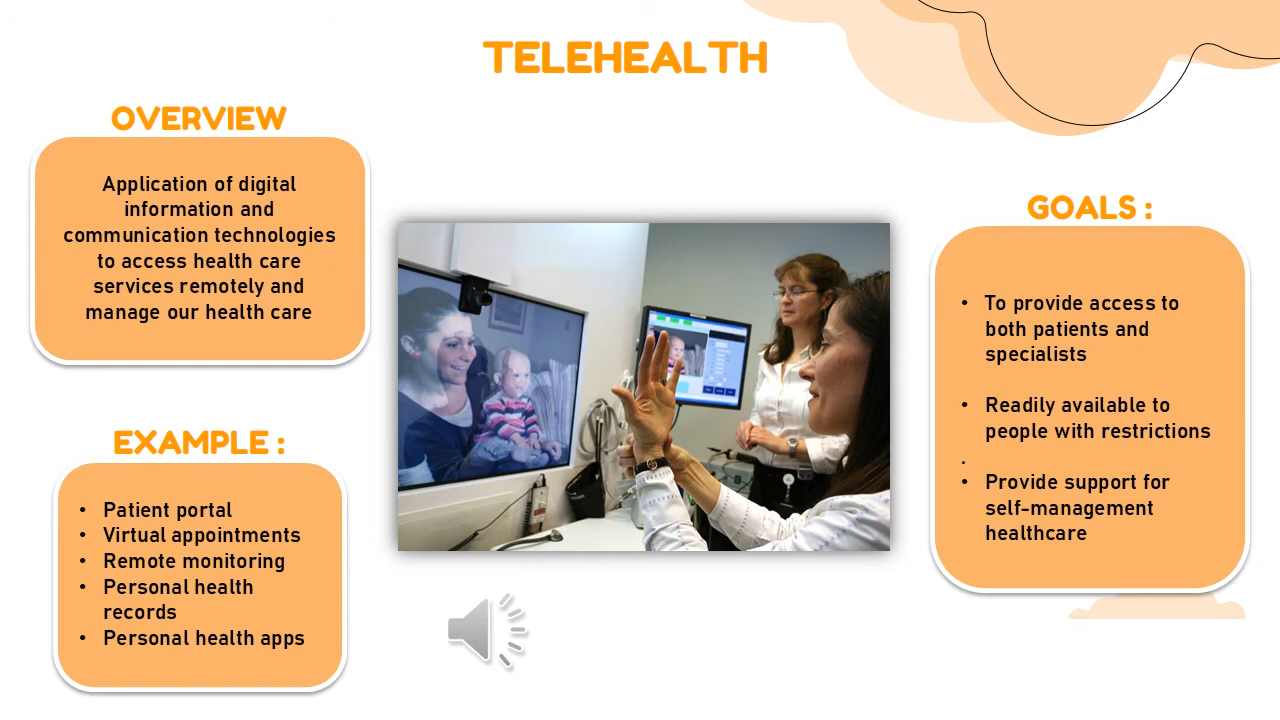 TELEHEALTH
OVERVIEW
Application of digital
information and
communication technologies
to access health care
services remotely and
manage our health care
EXAMPLE :
• Patient portal
• Virtual appointments
• Remote monitoring
• Personal health
records
• Personal health apps
GOALS :
• To provide access to
both patients and
specialists
• Readily available to
people with restrictions
.
• Provide support for
self-management
healthcare